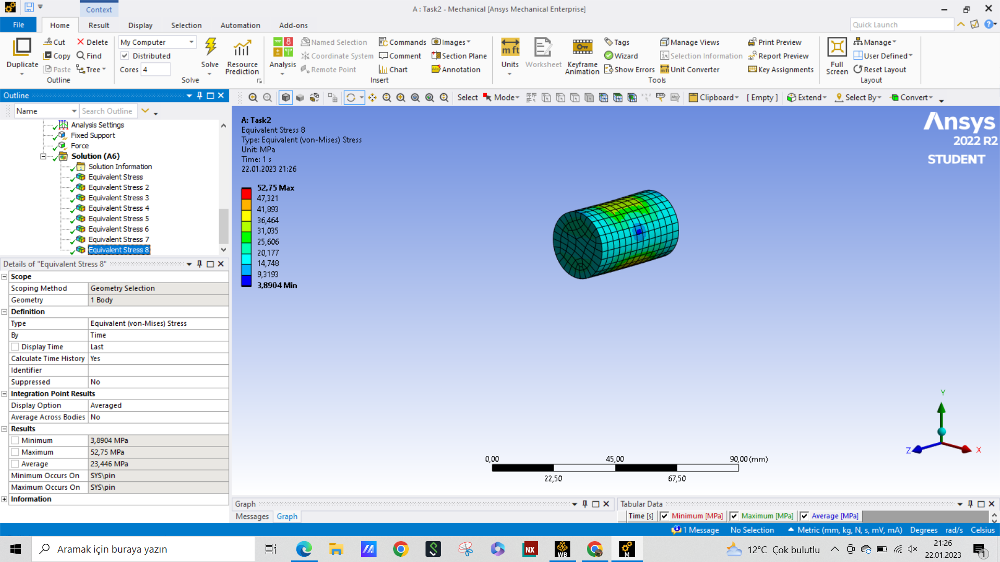 Context
A : Task2 - Mechanical [Ansys Mechanical Enterprise]
File Home Result Display Selection Automation Add-ons
Quick Launch
Duplicate
Cut
Copy
Paste
Delete
Find
Tree
Outline
My Computer
Distributed
Cores 4
Solve
Resource Prediction
Solve
Analysis
Named Selection
Coordinate System
Remote Point
Commands
Comment
Chart
Images
Section Plane
Annotation
Insert
Units
Worksheet
Keyframe Animation
Tags
Wizard
Show Errors
Manage Views
Selection Information
Unit Converter
Print Preview
Report Preview
Key Assignments
Tools
Full Screen
Manage
User Defined
Reset Layout
Layout
Outline
Name Search Outline
Select Mode Clipboard [ Empty ] Extend Select By Convert
Analysis Settings
Fixed Support
Force
Solution (A6)
Solution Information
Equivalent Stress
Equivalent Stress 2
Equivalent Stress 3
Equivalent Stress 4
Equivalent Stress 5
Equivalent Stress 6
Equivalent Stress 7
Equivalent Stress 8
Details of "Equivalent Stress 8"
Scope
Scoping Method Geometry Selection
Geometry 1 Body
Definition
Type Equivalent (von-Mises) Stress
By Time
Display Time Last
Calculate Time History Yes
Identifier
Suppressed No
Integration Point Results
Display Option Averaged
Average Across Bodies No
Results
Minimum 3,8904 MPa
Maximum 52,75 MPa
Average 23,446 MPa
Minimum Occurs On SYS\pin
Maximum Occurs On SYS\pin
Information
A: Task2
Equivalent Stress 8
Type: Equivalent (von-Mises) Stress
Unit: MPa
Time: 1 s
22.01.2023 21:26
52,75 Max
47,321
41,893
36,464
31,035
25,606
20,177
14,748
9,3193
3,8904 Min
Ansys
2022 R2
STUDENT
Y
Z
X
0,00 45,00 90,00 (mm)
22,50 67,50
Graph
Messages Graph
Tabular Data
Time [s] Minimum [MPa] Maximum [MPa] Average [MPa]
1 Message No Selection Metric (mm, kg, N, s, mV, mA) Degrees rad/s Celsius
Aramak için buraya yazın
NX
WB
M
12°C Çok bulutlu
21:26
22.01.2023
1